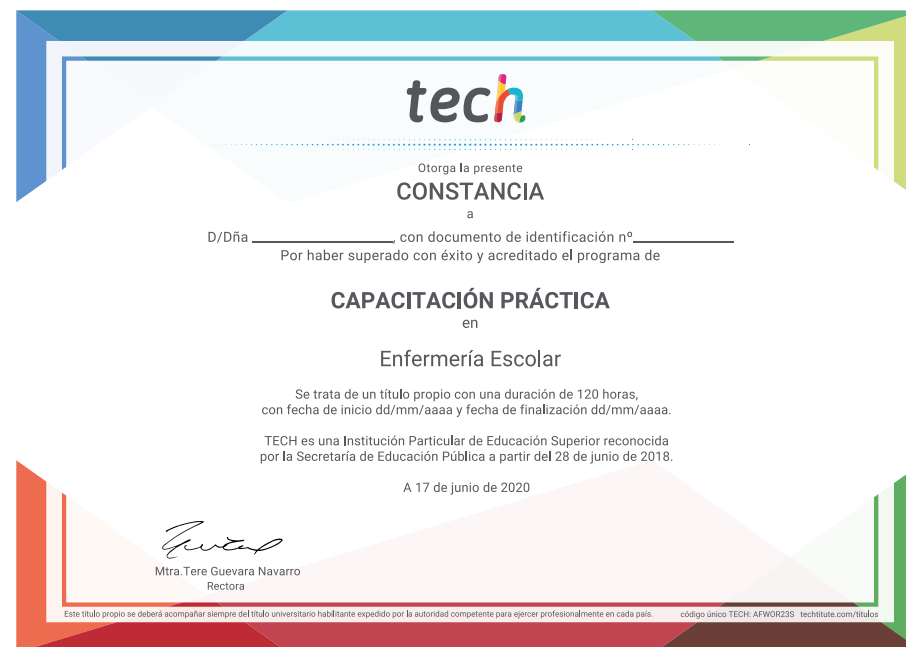 tech
Otorga la presente
CONSTANCIA
a
D/Dña ____________________, con documento de identificación nº______________
Por haber superado con éxito y acreditado el programa de
CAPACITACIÓN PRÁCTICA
en
Enfermería Escolar
Se trata de un título propio con una duración de 120 horas,
con fecha de inicio dd/mm/aaaa y fecha de finalización dd/mm/aaaa.
TECH es una Institución Particular de Educación Superior reconocida
por la Secretaría de Educación Pública a partir del 28 de junio de 2018.
A 17 de junio de 2020
Mtra.Tere Guevara Navarro
Rectora
Este título propio se deberá acompañar siempre del título universitario habilitante expedido por la autoridad competente para ejercer profesionalmente en cada país. código único TECH: AFWOR23S techtitute.com/titulos